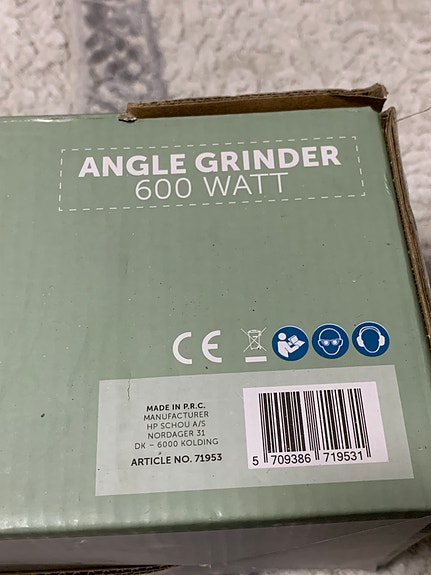 ANGLE GRINDER
600 WATT
CE
MADE IN P.R.C.
MANUFACTURER
HP SCHOU A/S
NORDAGER 31
DK – 6000 KOLDING
ARTICLE NO. 71953
5 709386 719531